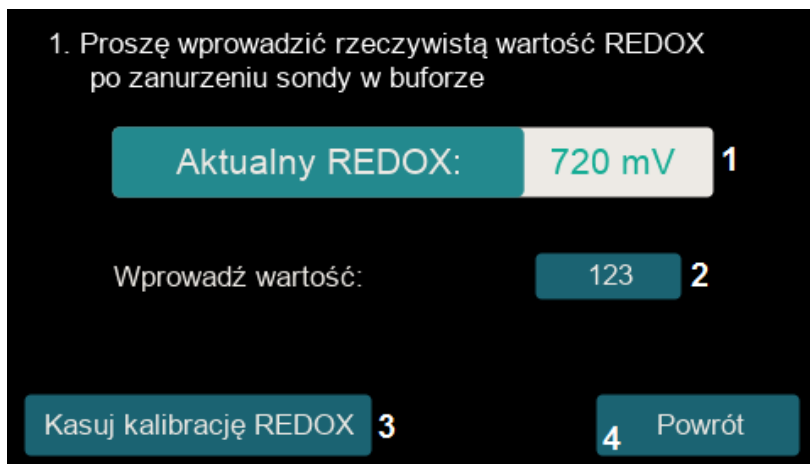 1. Proszę wprowadzić rzeczywistą wartość REDOX
po zanurzeniu sondy w buforze
Aktualny REDOX: 720 mV 1
Wprowadź wartość: 123 2
Kasuj kalibrację REDOX 3 4 Powrót